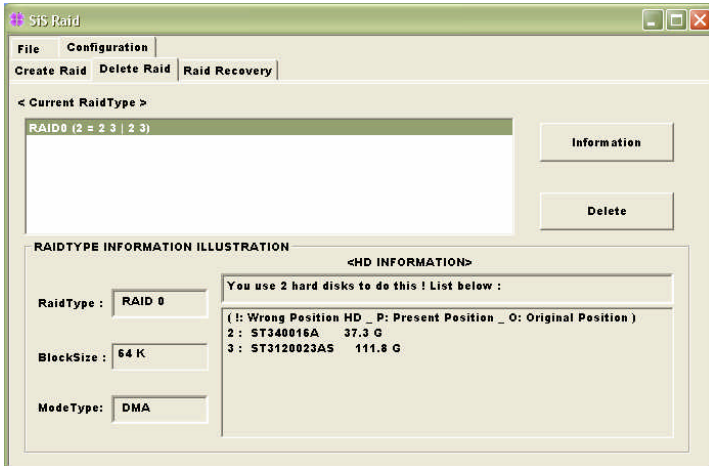 SiS Raid
File Configuration
Create Raid Delete Raid Raid Recovery
< Current RaidType >
RAID0 (2 = 2 3 | 2 3)
Information
Delete
RAIDTYPE INFORMATION ILLUSTRATION
<HD INFORMATION>
You use 2 hard disks to do this ! List below :
RaidType : RAID 0
( !: Wrong Position HD _ P: Present Position _ O: Original Position )
2 : ST340016A 37.3 G
3 : ST3120023AS 111.8 G
BlockSize : 64 K
ModeType: DMA